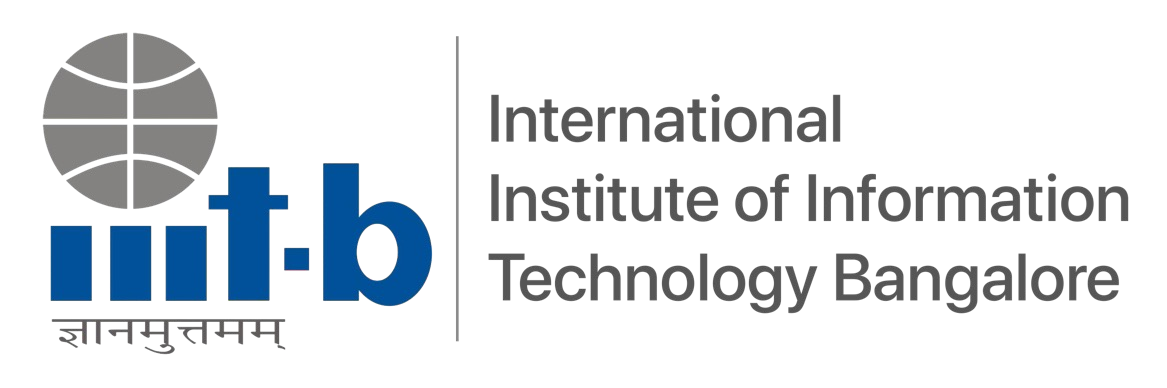 iiit-b
ज्ञानमुत्तमम्
International
Institute of Information
Technology Bangalore